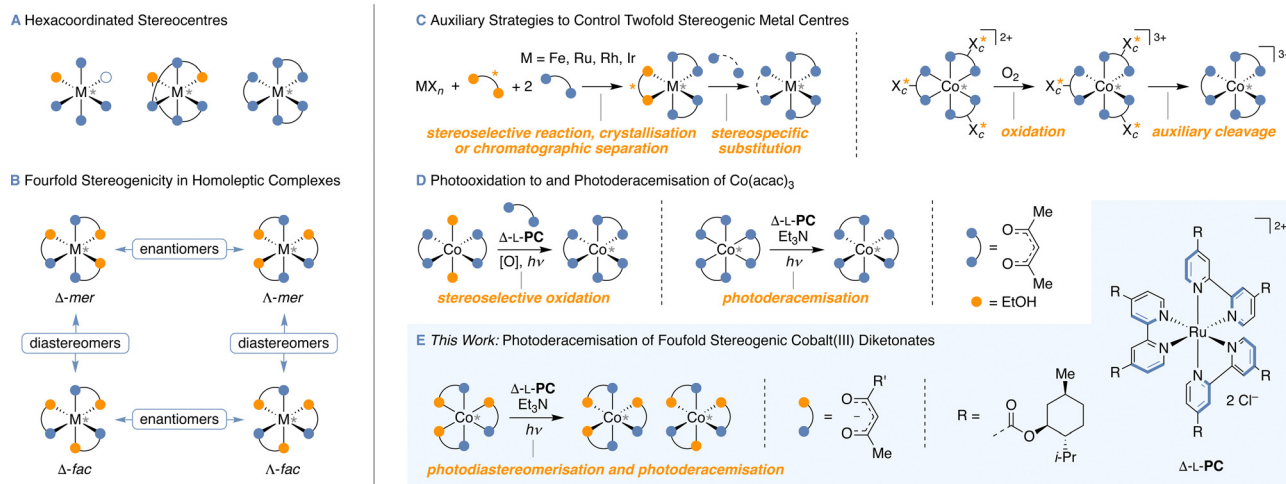 A Hexacoordinated Stereocentres
M*
M*
M*
B Fourfold Stereogenicity in Homoleptic Complexes
M*
enantiomers
M*
Δ-mer
Λ-mer
diastereomers
diastereomers
M*
enantiomers
M*
Δ-fac
Λ-fac
C Auxiliary Strategies to Control Twofold Stereogenic Metal Centres
M = Fe, Ru, Rh, Ir
MXn + * + 2
* M*
M*
stereoselective reaction, crystallisation
or chromatographic separation
stereospecific
substitution
Xc* 2+
Xc* Co*
Xc*
O2
oxidation
Xc* 3+
Xc* Co*
Xc*
auxiliary cleavage
3+
Co*
D Photooxidation to and Photoderacemisation of Co(acac)3
Co
Δ-L-PC
[O], hν
Co*
stereoselective oxidation
Co*
Δ-L-PC
Et3N
hν
Co*
photoderacemisation
=
Me
O
O
Me
= EtOH
E This Work: Photoderacemisation of Foufold Stereogenic Cobalt(III) Diketonates
Co*
Δ-L-PC
Et3N
hν
Co*
Co*
photodiastereomerisation and photoderacemisation
=
R'
O
–
O
Me
R =
O
O
Me
i-Pr
2+
R
R
N
N
N
Ru
N
N
N
R
R
R
R
2 Cl–
Δ-L-PC